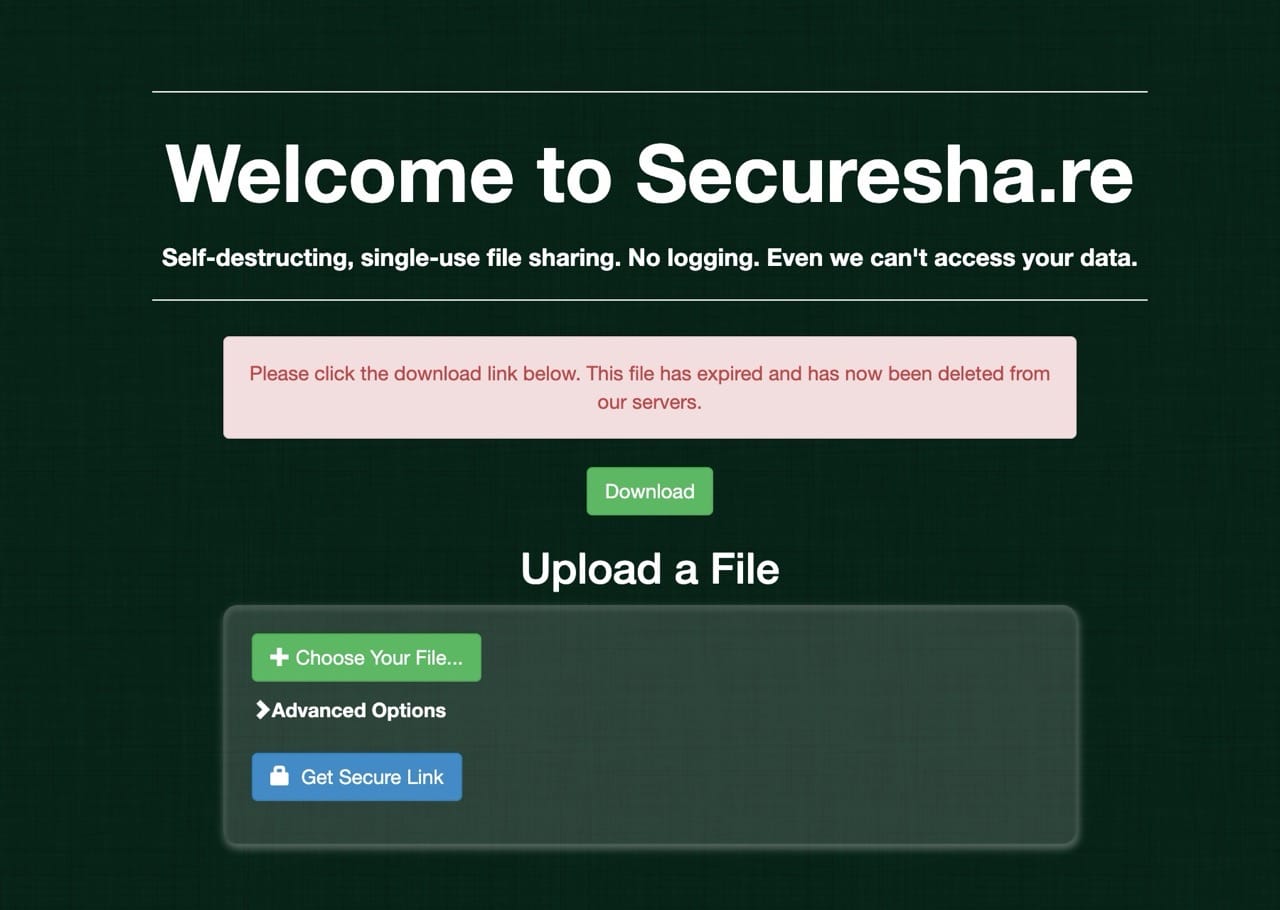 Welcome to Securesha.re
Self-destructing, single-use file sharing. No logging. Even we can't access your data.
Please click the download link below. This file has expired and has now been deleted from
our servers.
Download
Upload a File
Choose Your File...
Advanced Options
Get Secure Link